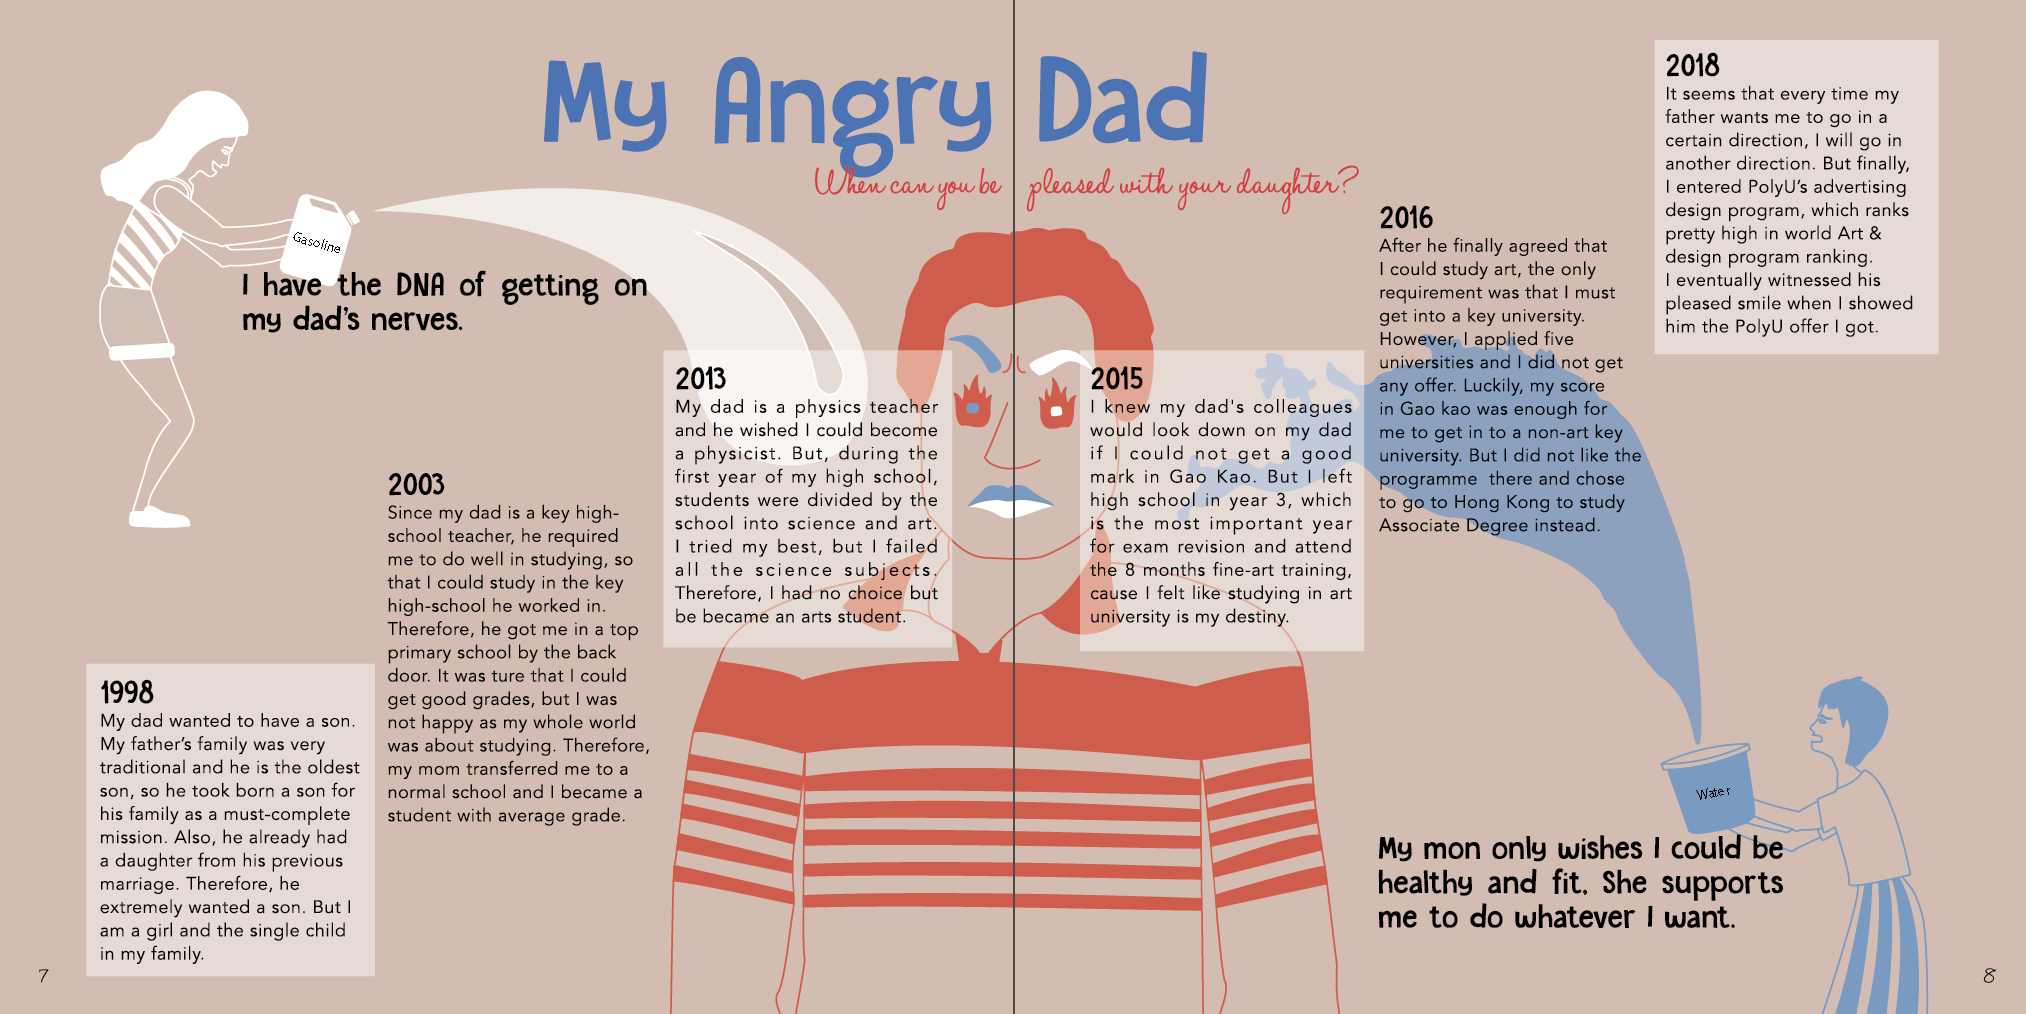 My Angry Dad
When can you be pleased with your daughter?
Gasoline
I have the DNA of getting on
my dad's nerves.
1998
My dad wanted to have a son.
My father's family was very
traditional and he is the oldest
son, so he took born a son for
his family as a must-complete
mission. Also, he already had
a daughter from his previous
marriage. Therefore, he
extremely wanted a son. But I
am a girl and the single child
in my family.
2003
Since my dad is a key high-
school teacher, he required
me to do well in studying, so
that I could study in the key
high-school he worked in.
Therefore, he got me in a top
primary school by the back
door. It was ture that I could
get good grades, but I was
not happy as my whole world
was about studying. Therefore,
my mom transferred me to a
normal school and I became a
student with average grade.
2013
My dad is a physics teacher
and he wished I could become
a physicist. But, during the
first year of my high school,
students were divided by the
school into science and art.
I tried my best, but I failed
all the science subjects.
Therefore, I had no choice but
be became an arts student.
2015
I knew my dad's colleagues
would look down on my dad
if I could not get a good
mark in Gao Kao. But I left
high school in year 3, which
is the most important year
for exam revision and attend
the 8 months fine-art training,
cause I felt like studying in art
university is my destiny.
2016
After he finally agreed that
I could study art, the only
requirement was that I must
get into a key university.
However, I applied five
universities and I did not get
any offer. Luckily, my score
in Gao kao was enough for
me to get in to a non-art key
university. But I did not like the
programme there and chose
to go to Hong Kong to study
Associate Degree instead.
2018
It seems that every time my
father wants me to go in a
certain direction, I will go in
another direction. But finally,
I entered PolyU's advertising
design program, which ranks
pretty high in world Art &
design program ranking.
I eventually witnessed his
pleased smile when I showed
him the PolyU offer I got.
Water
My mon only wishes I could be
healthy and fit. She supports
me to do whatever I want.
7
8